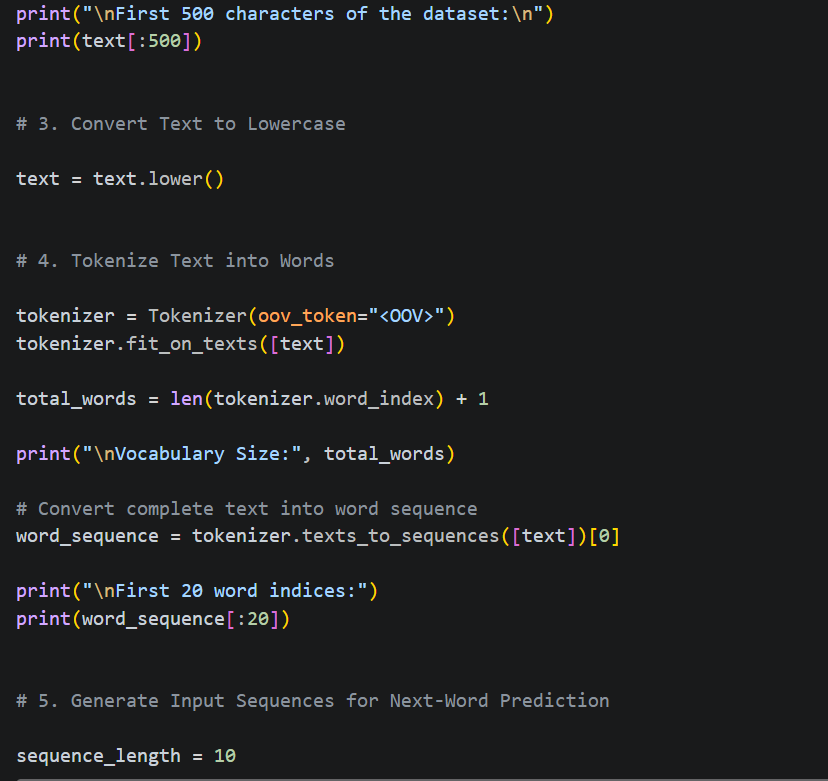 print("\nFirst 500 characters of the dataset:\n")
print(text[:500])
# 3. Convert Text to Lowercase
text = text.lower()
# 4. Tokenize Text into Words
tokenizer = Tokenizer(oov_token="<OOV>")
tokenizer.fit_on_texts([text])
total_words = len(tokenizer.word_index) + 1
print("\nVocabulary Size:", total_words)
# Convert complete text into word sequence
word_sequence = tokenizer.texts_to_sequences([text])[0]
print("\nFirst 20 word indices:")
print(word_sequence[:20])
# 5. Generate Input Sequences for Next-Word Prediction
sequence_length = 10